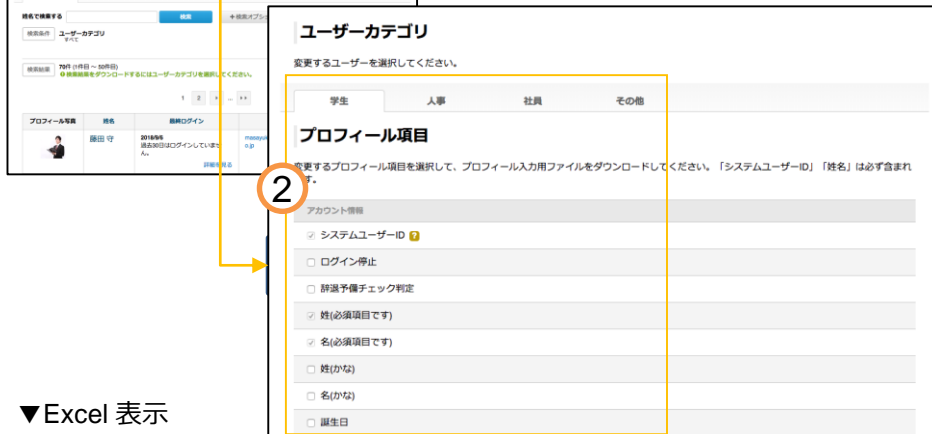 姓名で検索する 検索 +検索オプショ
検索条件 ユーザーカテゴリ
すべて
検索結果 70件 (1件目 ～ 50件目)
検索結果をダウンロードするにはユーザーカテゴリを選択してください。
1 2 ...
プロフィール写真 姓名 最終ログイン
藤田 守 2018/9/6
過去30日はログインしていませ
ん。
詳細を見る
ユーザーカテゴリ
変更するユーザーを選択してください。
学生 人事 社員 その他
プロフィール項目
変更するプロフィール項目を選択して、プロフィール入力用ファイルをダウンロードしてください。「システムユーザーID」「姓名」は必ず含まれ
す。
2
アカウント情報
システムユーザーID ?
ログイン停止
辞退予備チェック判定
姓(必須項目です)
名(必須項目です)
姓(かな)
名(かな)
誕生日
▼Excel 表示